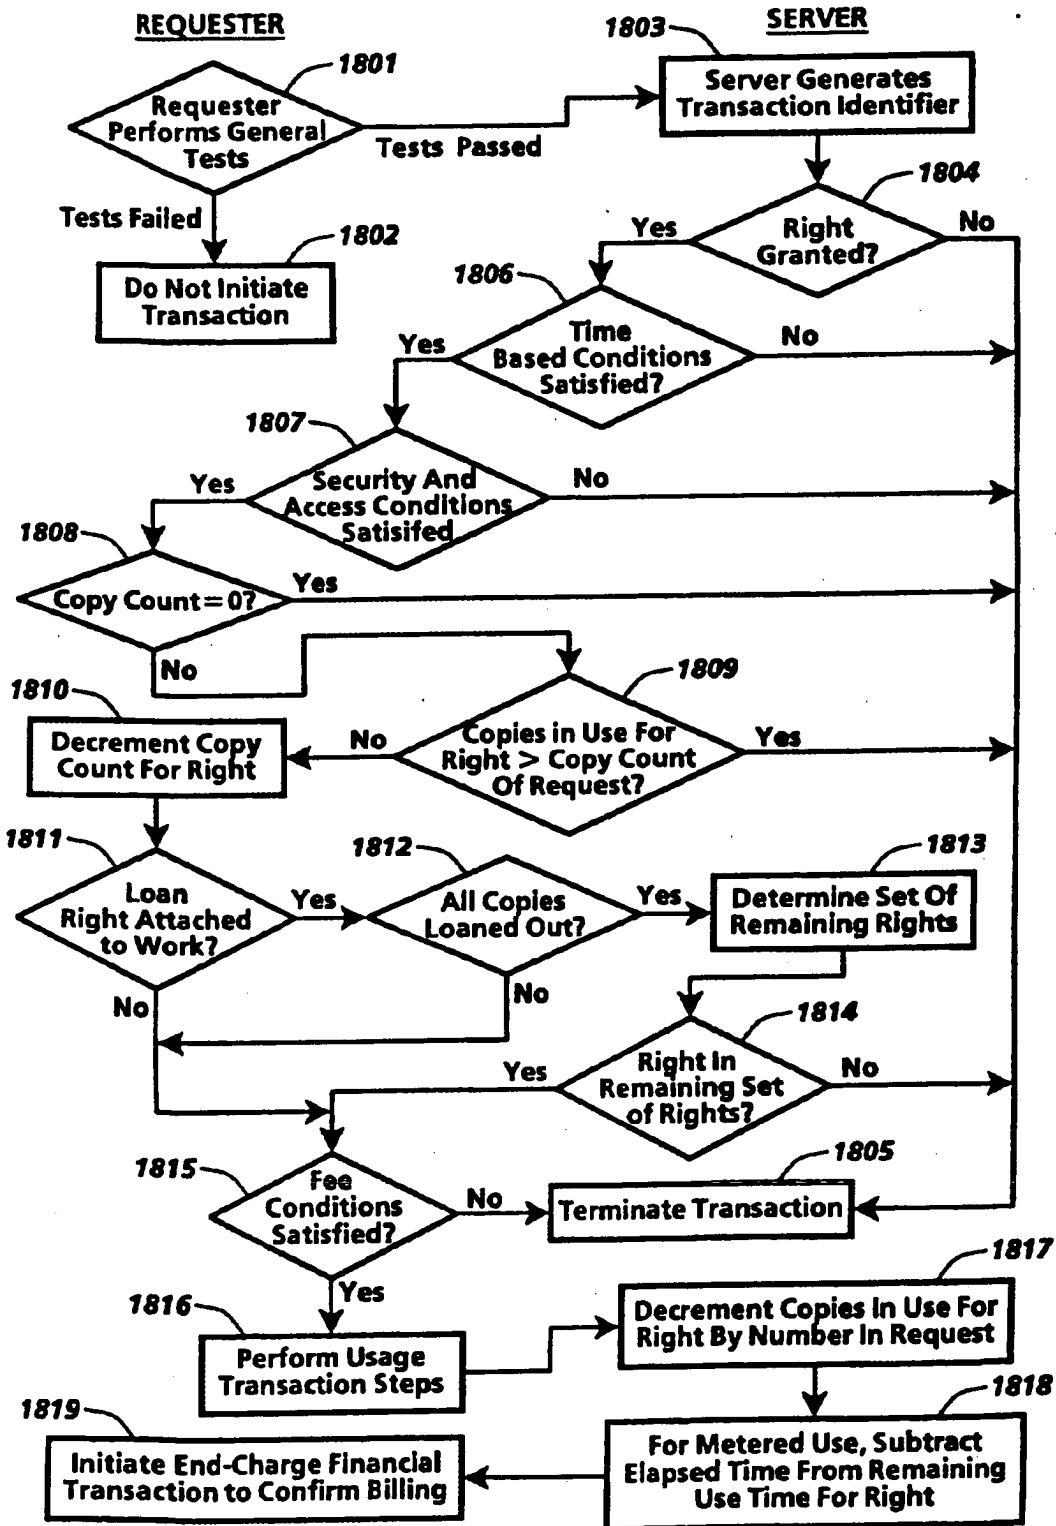 REQUESTER
SERVER
1801
1803
Requester
Performs General
Tests
Tests Passed
Server Generates
Transaction Identifier
Tests Failed
1802
Do Not Initiate
Transaction
1804
Right
Granted?
Yes
No
1806
Time
Based Conditions
Satisfied?
Yes
No
1807
Security And
Access Conditions
Satisifed
Yes
No
1808
Copy Count = 0?
Yes
No
1809
Copies in Use For
Right > Copy Count
Of Request?
No
Yes
1810
Decrement Copy
Count For Right
1811
Loan
Right Attached
to Work?
Yes
No
1812
All Copies
Loaned Out?
Yes
No
1813
Determine Set Of
Remaining Rights
1814
Right In
Remaining Set
of Rights?
Yes
No
1815
Fee
Conditions
Satisfied?
No
Yes
1805
Terminate Transaction
1816
Perform Usage
Transaction Steps
1817
Decrement Copies In Use For
Right By Number In Request
1818
For Metered Use, Subtract
Elapsed Time From Remaining
Use Time For Right
1819
Initiate End-Charge Financial
Transaction to Confirm Billing